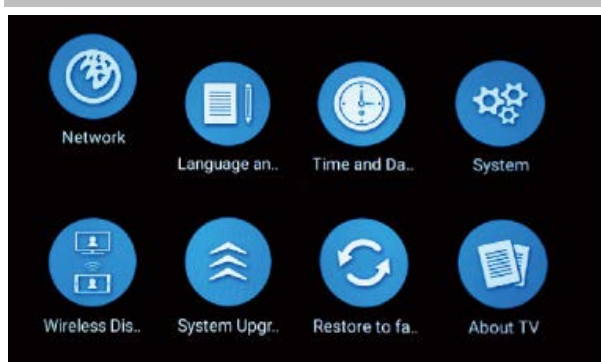 Network
Language an..
Time and Da..
System
Wireless Dis..
System Upgr..
Restore to fa..
About TV